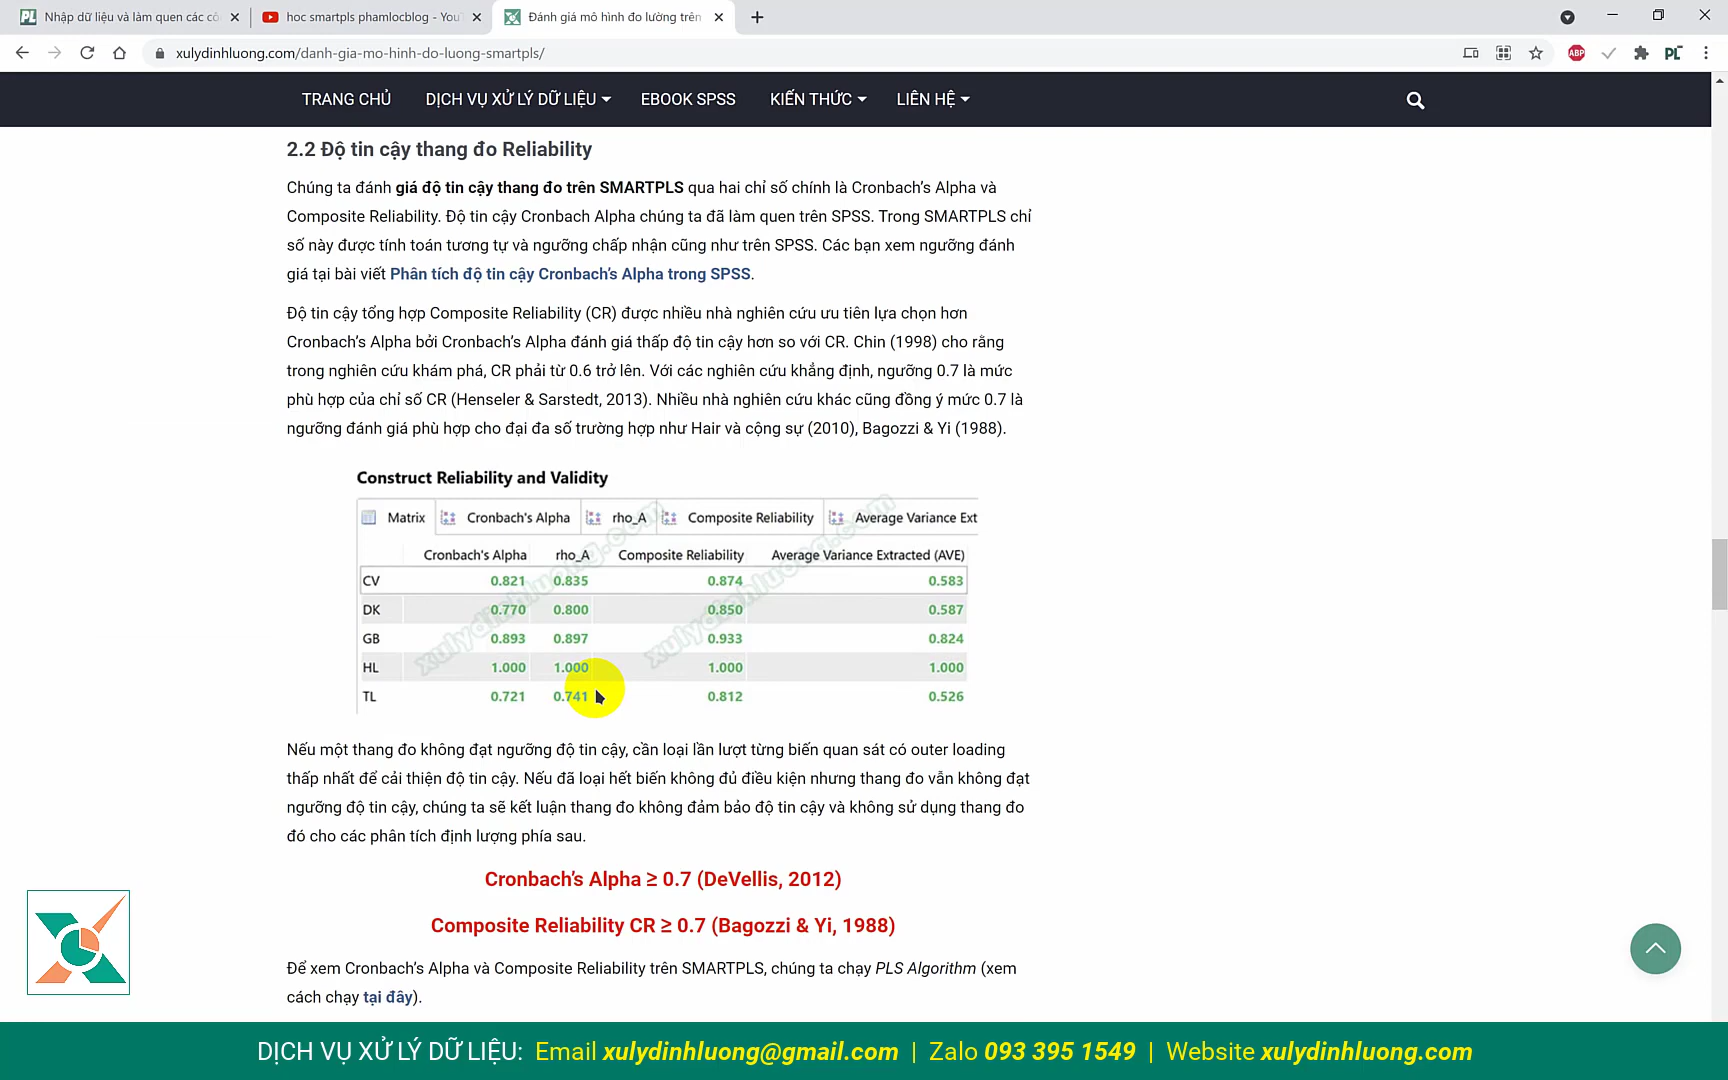 Nhập dữ liệu và làm quen các cô
hoc smartpls phamlocblog - You
Đánh giá mô hình đo lường trên
xulydinhluong.com/danh-gia-mo-hinh-do-luong-smartpls/
TRANG CHỦ DỊCH VỤ XỬ LÝ DỮ LIỆU EBOOK SPSS KIẾN THỨC LIÊN HỆ
2.2 Độ tin cậy thang đo Reliability
Chúng ta đánh giá độ tin cậy thang đo trên SMARTPLS qua hai chỉ số chính là Cronbach's Alpha và
Composite Reliability. Độ tin cậy Cronbach Alpha chúng ta đã làm quen trên SPSS. Trong SMARTPLS chỉ
số này được tính toán tương tự và ngưỡng chấp nhận cũng như trên SPSS. Các bạn xem ngưỡng đánh
giá tại bài viết Phân tích độ tin cậy Cronbach's Alpha trong SPSS.
Độ tin cậy tổng hợp Composite Reliability (CR) được nhiều nhà nghiên cứu ưu tiên lựa chọn hơn
Cronbach's Alpha bởi Cronbach's Alpha đánh giá thấp độ tin cậy hơn so với CR. Chin (1998) cho rằng
trong nghiên cứu khám phá, CR phải từ 0.6 trở lên. Với các nghiên cứu khẳng định, ngưỡng 0.7 là mức
phù hợp của chỉ số CR (Henseler & Sarstedt, 2013). Nhiều nhà nghiên cứu khác cũng đồng ý mức 0.7 là
ngưỡng đánh giá phù hợp cho đại đa số trường hợp như Hair và cộng sự (2010), Bagozzi & Yi (1988).
Construct Reliability and Validity
Matrix Cronbach's Alpha rho_A Composite Reliability Average Variance Ext
Cronbach's Alpha rho_A Composite Reliability Average Variance Extracted (AVE)
CV 0.821 0.835 0.874 0.583
DK 0.770 0.800 0.850 0.587
GB 0.893 0.897 0.933 0.824
HL 1.000 1.000 1.000 1.000
TL 0.721 0.741 0.812 0.526
xulydinhluong.com
xulydinhluong.com
Nếu một thang đo không đạt ngưỡng độ tin cậy, cần loại lần lượt từng biến quan sát có outer loading
thấp nhất để cải thiện độ tin cậy. Nếu đã loại hết biến không đủ điều kiện nhưng thang đo vẫn không đạt
ngưỡng độ tin cậy, chúng ta sẽ kết luận thang đo không đảm bảo độ tin cậy và không sử dụng thang đo
đó cho các phân tích định lượng phía sau.
Cronbach's Alpha ≥ 0.7 (DeVellis, 2012)
Composite Reliability CR ≥ 0.7 (Bagozzi & Yi, 1988)
Để xem Cronbach's Alpha và Composite Reliability trên SMARTPLS, chúng ta chạy PLS Algorithm (xem
cách chạy tại đây).
DỊCH VỤ XỬ LÝ DỮ LIỆU: Email xulydinhluong@gmail.com | Zalo 093 395 1549 | Website xulydinhluong.com